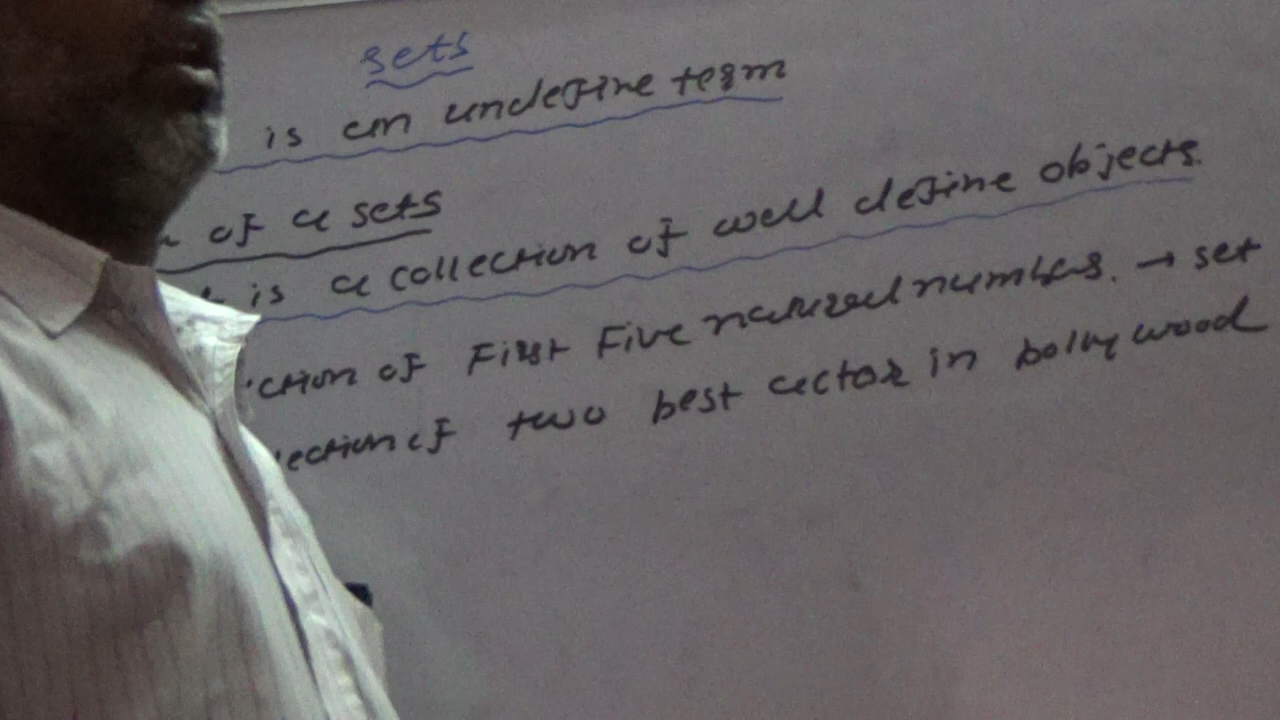 sets
is an undefine term
of a sets
is a collection of well define objects.
ction of First Five natural numbers. → set
ection of two best actor in bollywood